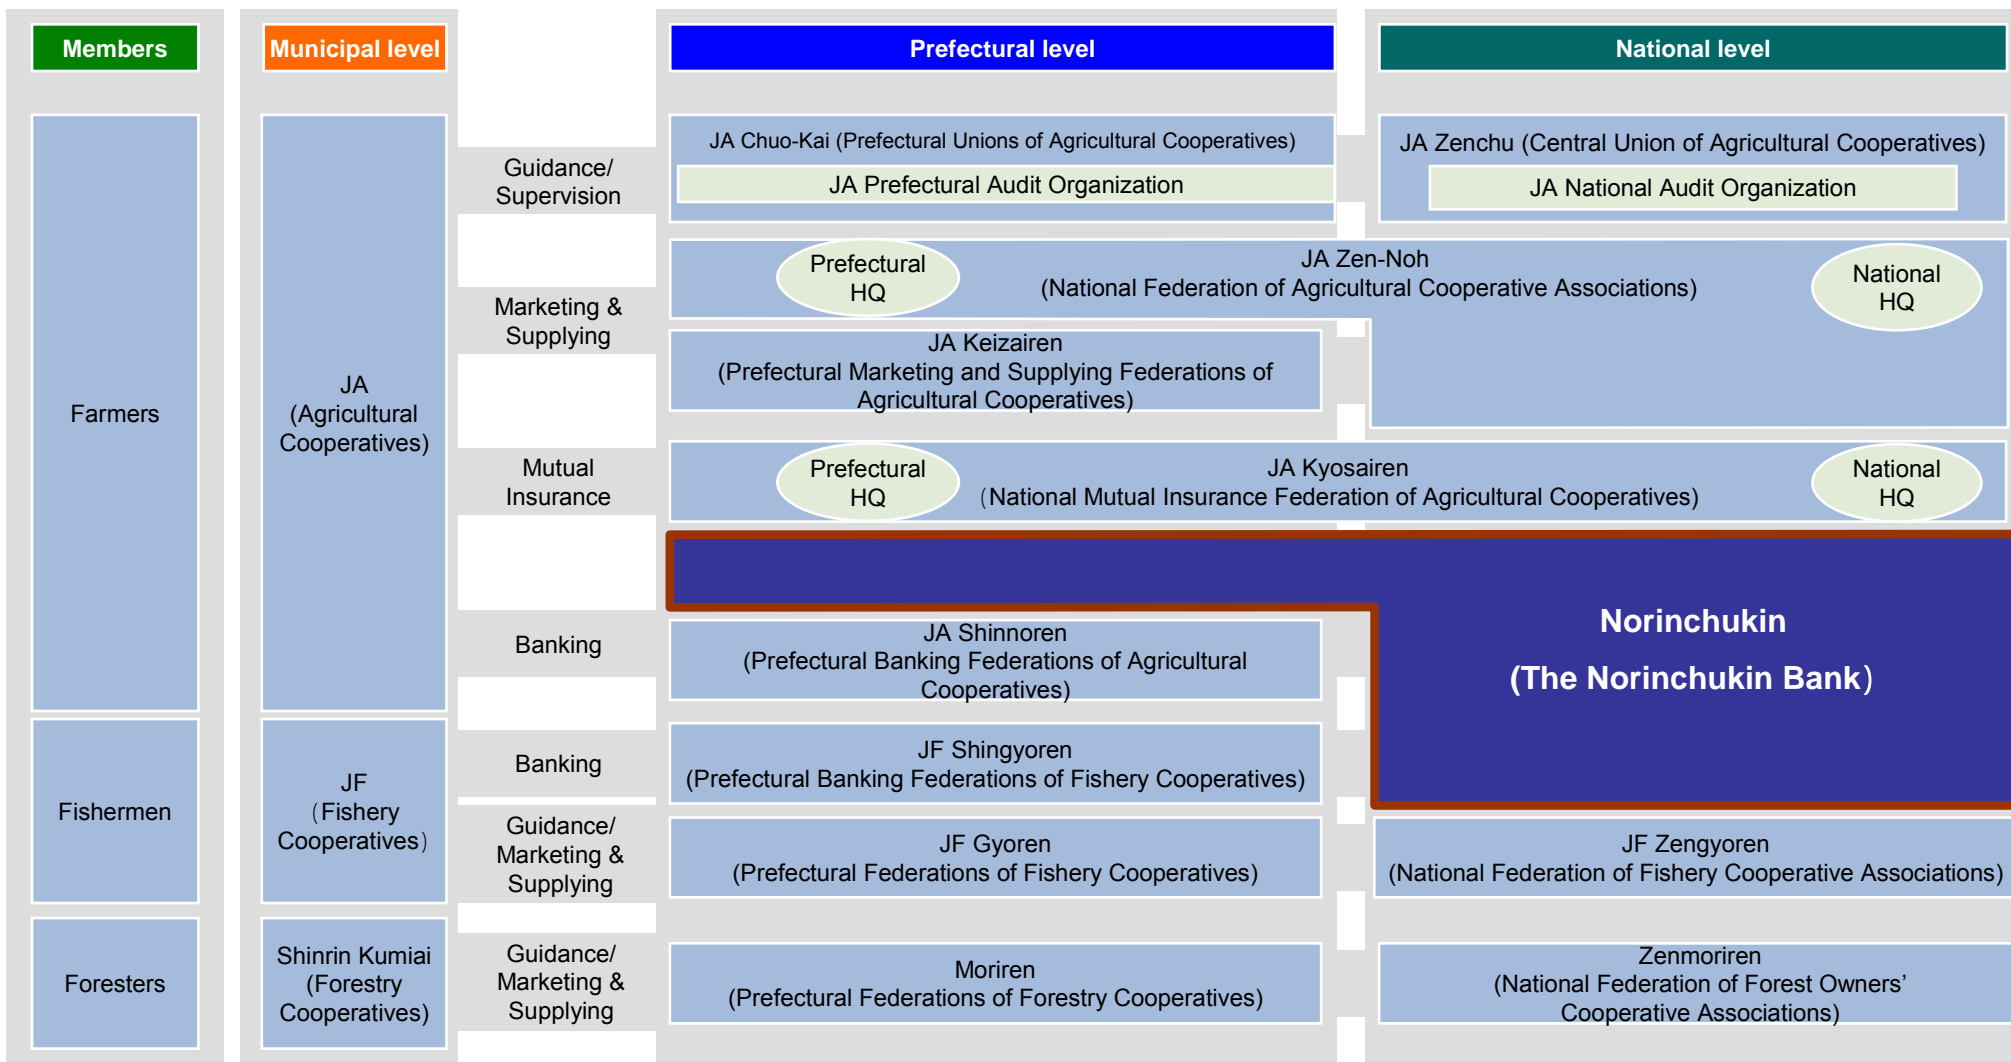 Members
Municipal level
Prefectural level
National level
Farmers
JA
(Agricultural
Cooperatives)
Guidance/
Supervision
JA Chuo-Kai (Prefectural Unions of Agricultural Cooperatives)
JA Prefectural Audit Organization
JA Zenchu (Central Union of Agricultural Cooperatives)
JA National Audit Organization
Marketing &
Supplying
Prefectural
HQ
JA Zen-Noh
(National Federation of Agricultural Cooperative Associations)
National
HQ
JA Keizairen
(Prefectural Marketing and Supplying Federations of
Agricultural Cooperatives)
Mutual
Insurance
Prefectural
HQ
JA Kyosairen
(National Mutual Insurance Federation of Agricultural Cooperatives)
National
HQ
Banking
JA Shinnoren
(Prefectural Banking Federations of Agricultural
Cooperatives)
Norinchukin
(The Norinchukin Bank)
Fishermen
JF
(Fishery
Cooperatives)
Banking
JF Shingyoren
(Prefectural Banking Federations of Fishery Cooperatives)
Guidance/
Marketing &
Supplying
JF Gyoren
(Prefectural Federations of Fishery Cooperatives)
JF Zengyoren
(National Federation of Fishery Cooperative Associations)
Foresters
Shinrin Kumiai
(Forestry
Cooperatives)
Guidance/
Marketing &
Supplying
Moriren
(Prefectural Federations of Forestry Cooperatives)
Zenmoriren
(National Federation of Forest Owners'
Cooperative Associations)